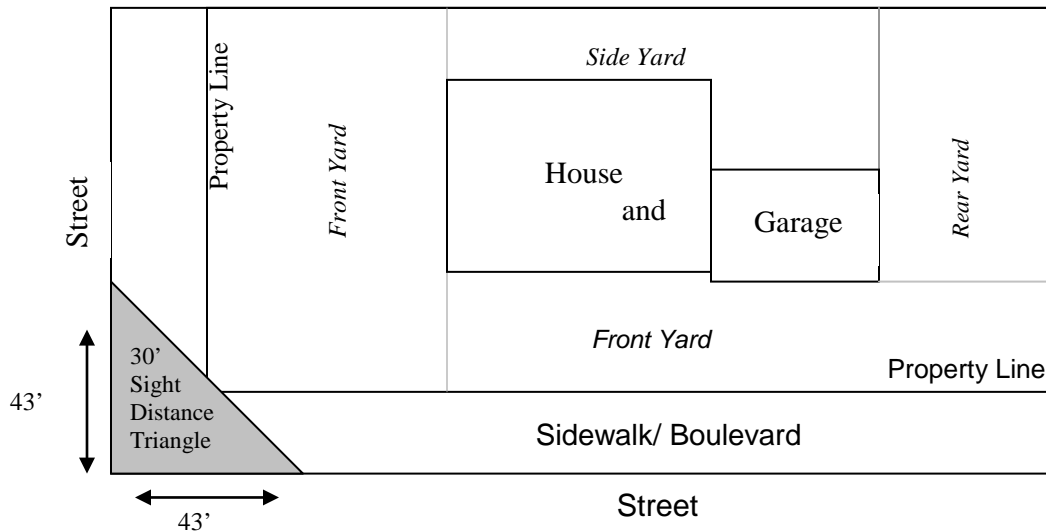 Side Yard
Property Line
Front Yard
Street
House
and
Garage
Rear Yard
Front Yard
Property Line
30’
Sight
Distance
Triangle
43’
Sidewalk/ Boulevard
43’
Street